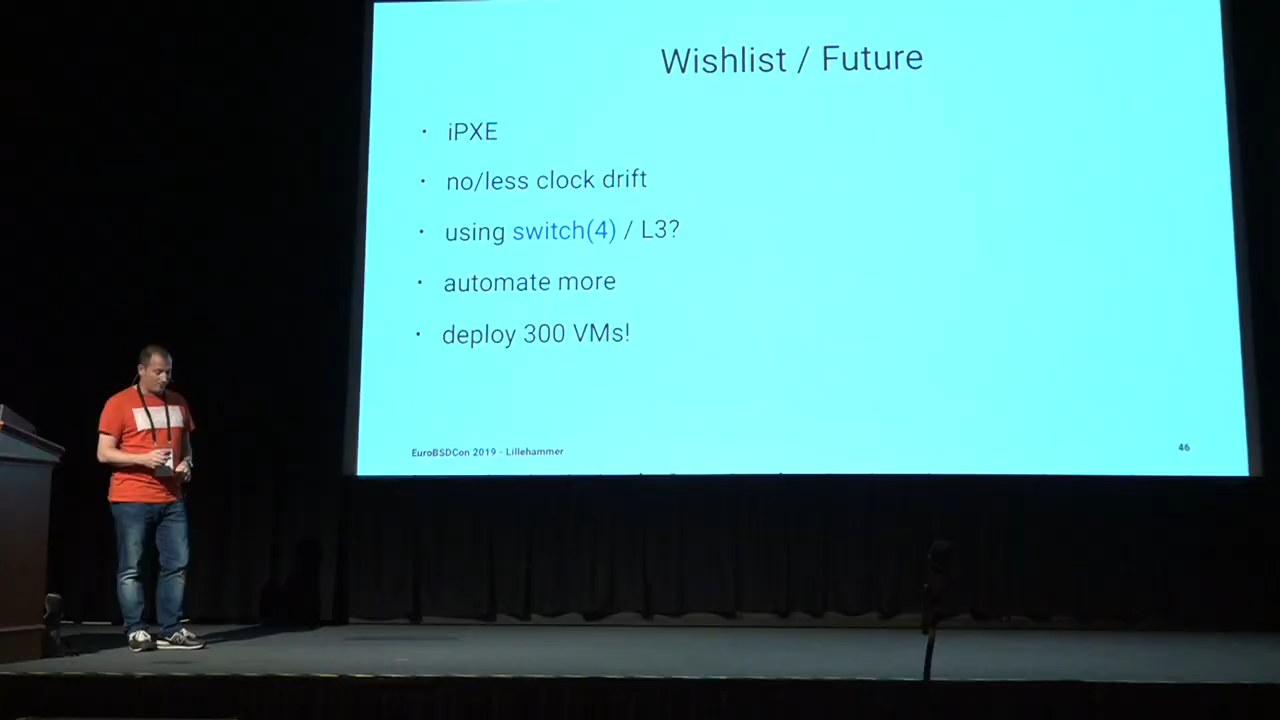 Wishlist / Future
· iPXE
· no/less clock drift
· using switch(4) / L3?
· automate more
· deploy 300 VMs!
EuroBSDCon 2019 - Lillehammer
46